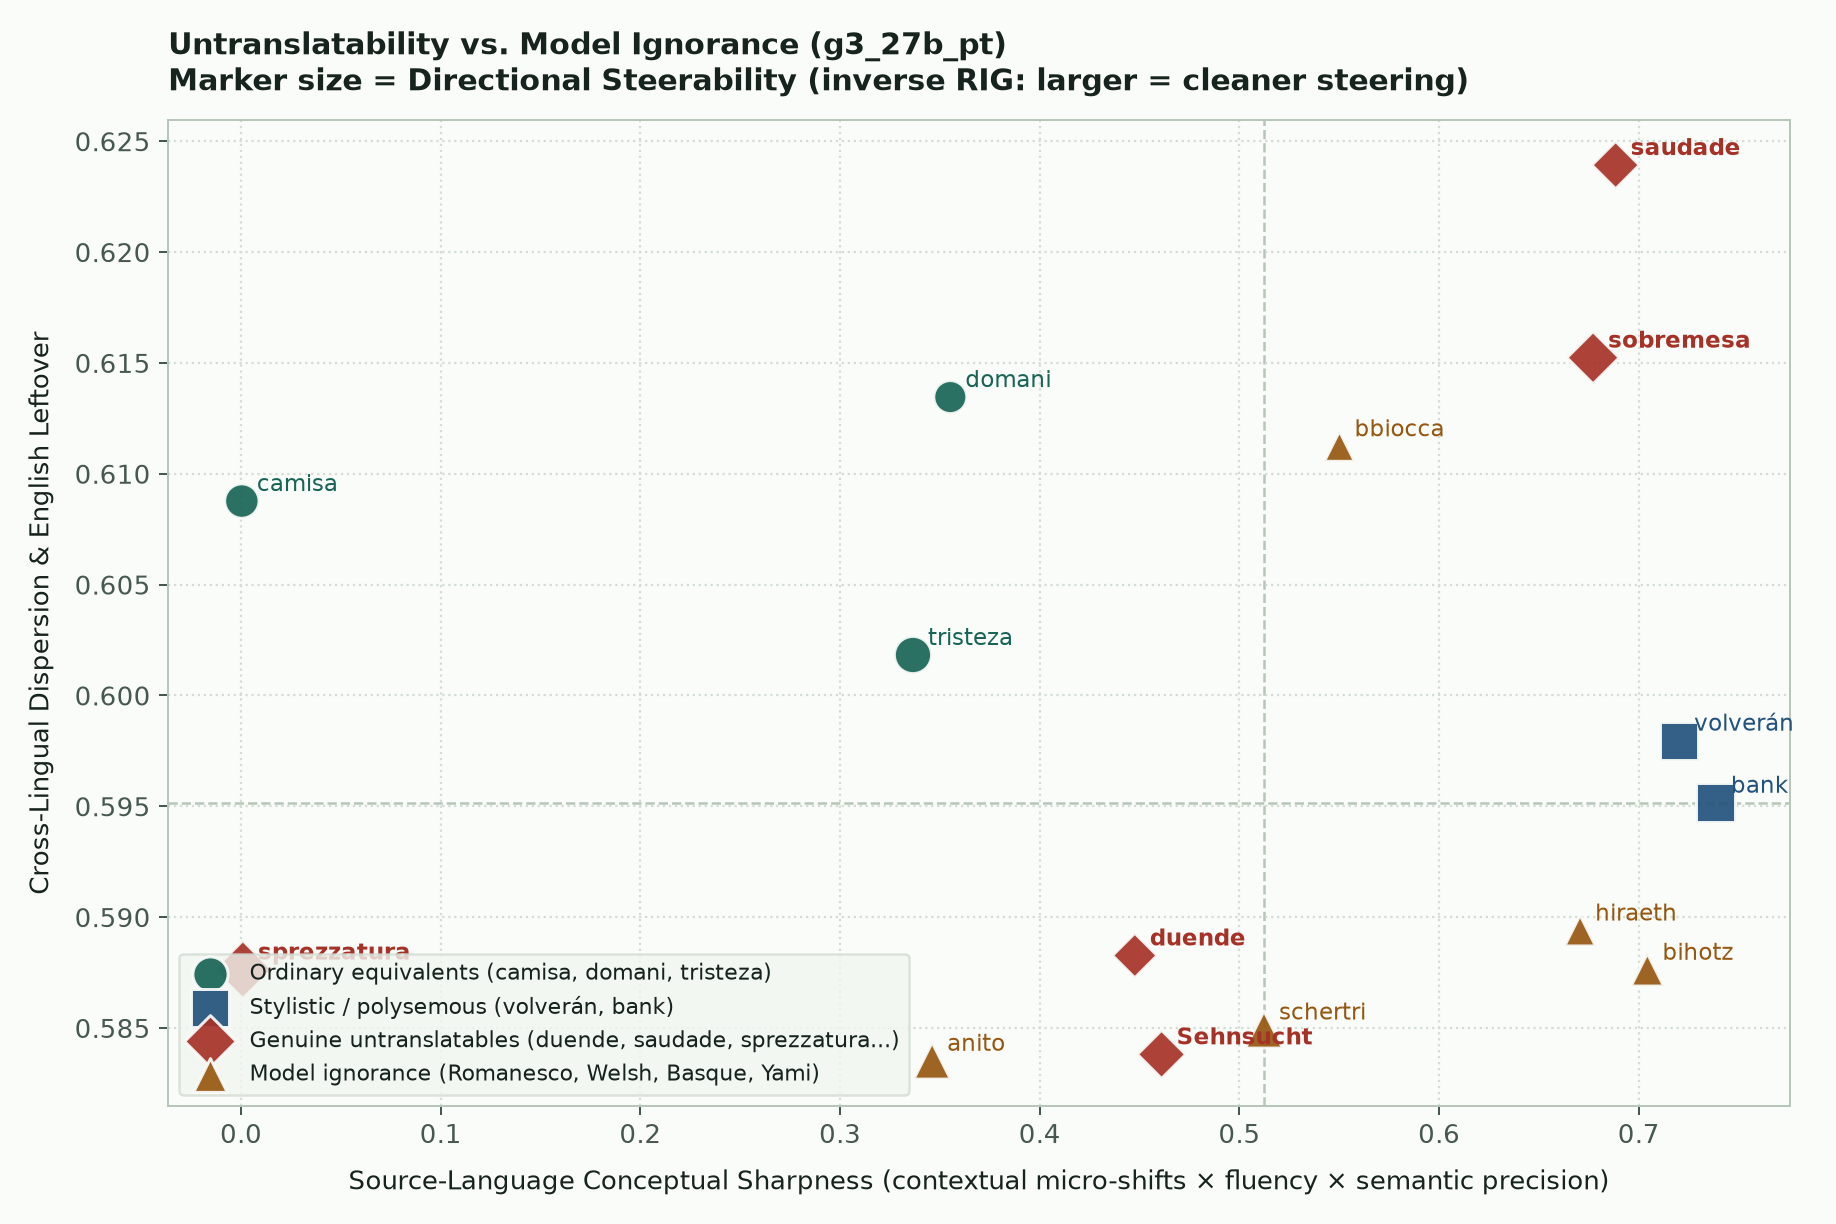 Untranslatability vs. Model Ignorance (g3_27b_pt)
Marker size = Directional Steerability (inverse RIG: larger = cleaner steering)
Cross-Lingual Dispersion & English Leftover
0.625
0.620
0.615
0.610
0.605
0.600
0.595
0.590
0.585
saudade
sobremesa
domani
bbiocca
camisa
tristeza
volverán
bank
hiraeth
duende
bihotz
sprezzatura
schertri
Sehnsucht
anito
Ordinary equivalents (camisa, domani, tristeza)
Stylistic / polysemous (volverán, bank)
Genuine untranslatables (duende, saudade, sprezzatura...)
Model ignorance (Romanesco, Welsh, Basque, Yami)
0.0 0.1 0.2 0.3 0.4 0.5 0.6 0.7
Source-Language Conceptual Sharpness (contextual micro-shifts × fluency × semantic precision)